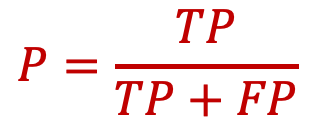 P = TP / (TP + FP)